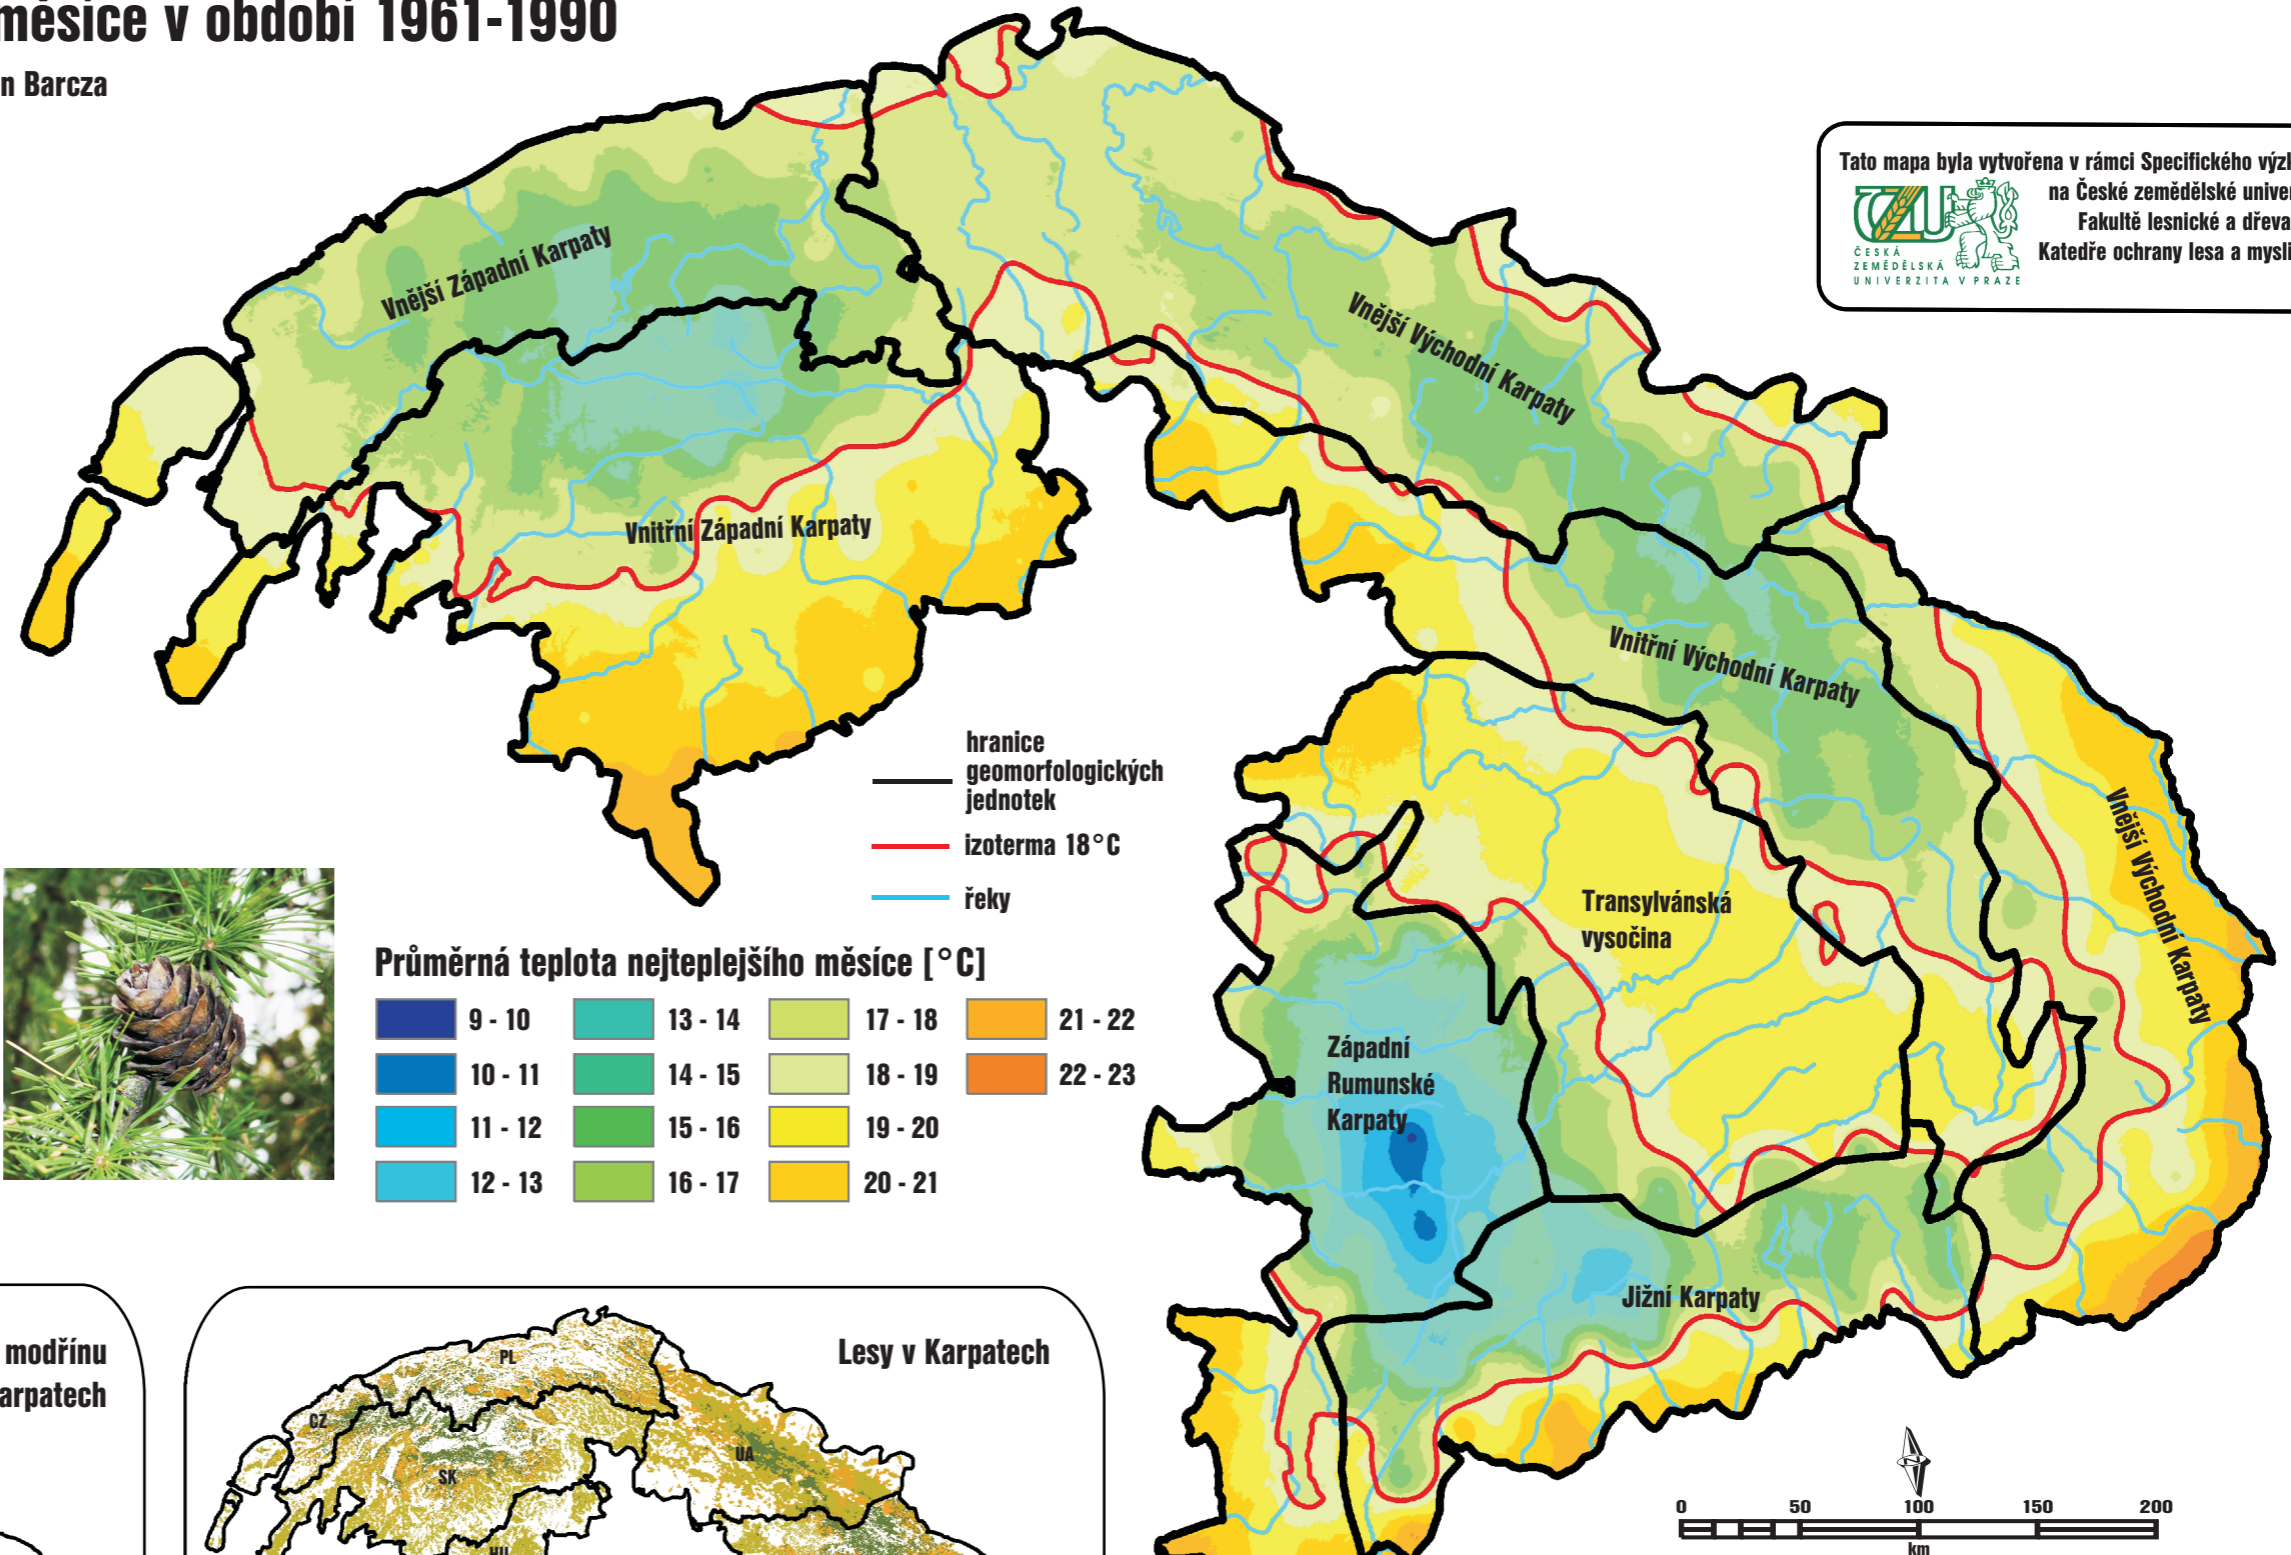 měsíce v období 1961-1990
n Barcza
Tato mapa byla vytvořena v rámci Specifického
na České zemědělské
Fakultě lesnické a
Katedře ochrany lesa a
ČZU
ČESKÁ
ZEMĚDĚLSKÁ
UNIVERZITA V PRAZE
Vnější Západní Karpaty
Vnější Východní Karpaty
Vnitřní Západní Karpaty
Vnitřní Východní Karpaty
Vnější Východní Karpaty
Transylvánská
vysočina
Západní
Rumunské
Karpaty
Jižní Karpaty
hranice
geomorfologických
jednotek
izoterma 18°C
řeky
Průměrná teplota nejteplejšího měsíce [°C]
9 - 10
10 - 11
11 - 12
12 - 13
13 - 14
14 - 15
15 - 16
16 - 17
17 - 18
18 - 19
19 - 20
20 - 21
21 - 22
22 - 23
modřínu
arpatech
Lesy v Karpatech
PL
CZ
SK
UA
HU
0 50 100 150 200
km